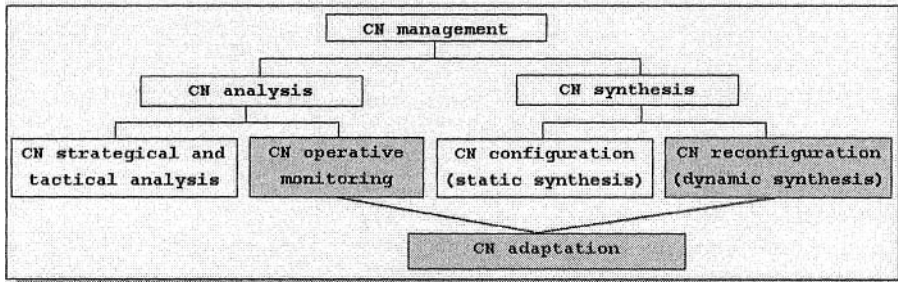 CN management
CN analysis
CN synthesis
CN strategical and
tactical analysis
CN operative
monitoring
CN configuration
(static synthesis)
CN reconfiguration
(dynamic synthesis)
CN adaptation